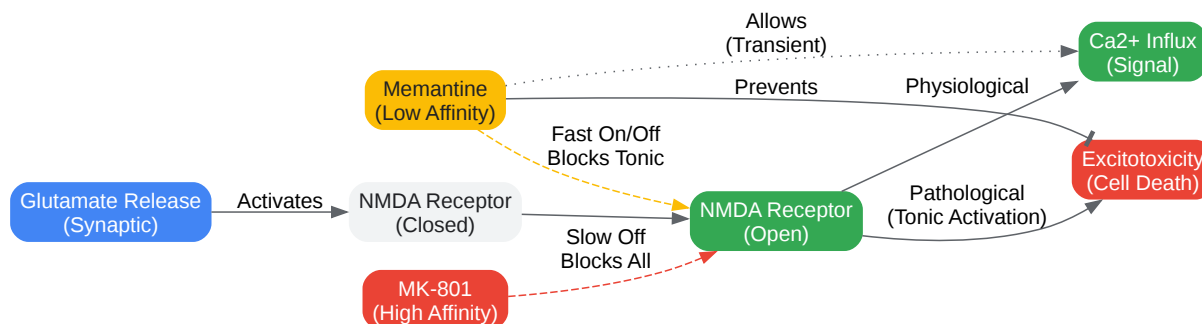 Allows
(Transient)
Ca2+ Influx
(Signal)
Memantine
(Low Affinity)
Prevents
Physiological
Fast On/Off
Blocks Tonic
Excitotoxicity
(Cell Death)
Glutamate Release
(Synaptic)
Activates
NMDA Receptor
(Closed)
NMDA Receptor
(Open)
Pathological
(Tonic Activation)
Slow Off
Blocks All
MK-801
(High Affinity)